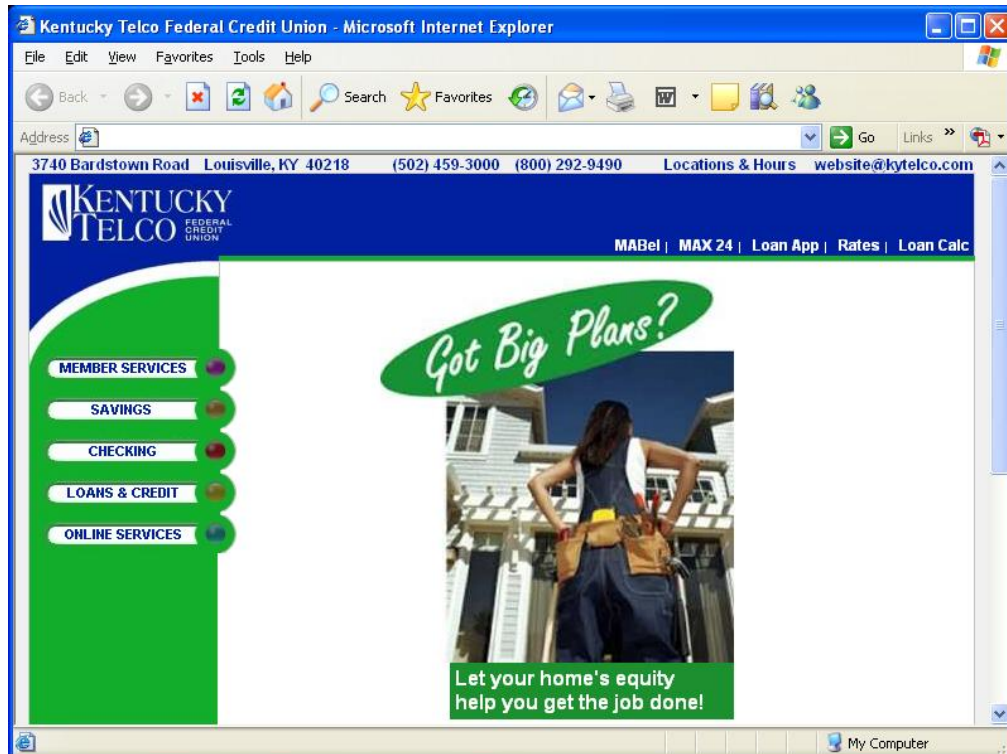 Kentucky Telco Federal Credit Union - Microsoft Internet Explorer
File Edit View Favorites Tools Help
Back Search Favorites
Address Go Links »
3740 Bardstown Road Louisville, KY 40218 (502) 459-3000 (800) 292-9490 Locations & Hours website@kytelco.com
KENTUCKY
TELCO FEDERAL CREDIT UNION
MABel | MAX 24 | Loan App | Rates | Loan Calc
Got Big Plans?
MEMBER SERVICES
SAVINGS
CHECKING
LOANS & CREDIT
ONLINE SERVICES
Let your home's equity
help you get the job done!
My Computer